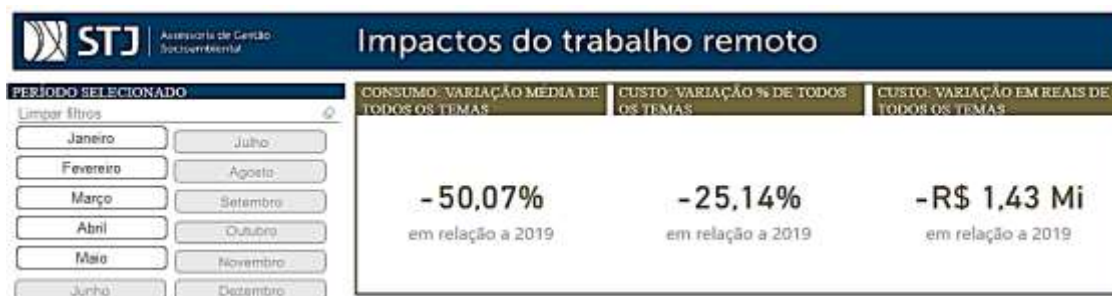 STJ
Assessoria de Gestão
Socioambiental
Impactos do trabalho remoto
PERÍODO SELECIONADO
Limpar filtros
Janeiro
Julho
Fevereiro
Agosto
Março
Setembro
Abril
Outubro
Maio
Novembro
Junho
Dezembro
CONSUMO: VARIAÇÃO MÉDIA DE
TODOS OS TEMAS
-50,07%
em relação a 2019
CUSTO: VARIAÇÃO % DE TODOS
OS TEMAS
-25,14%
em relação a 2019
CUSTO: VARIAÇÃO EM REAIS DE
TODOS OS TEMAS
-R$ 1,43 Mi
em relação a 2019